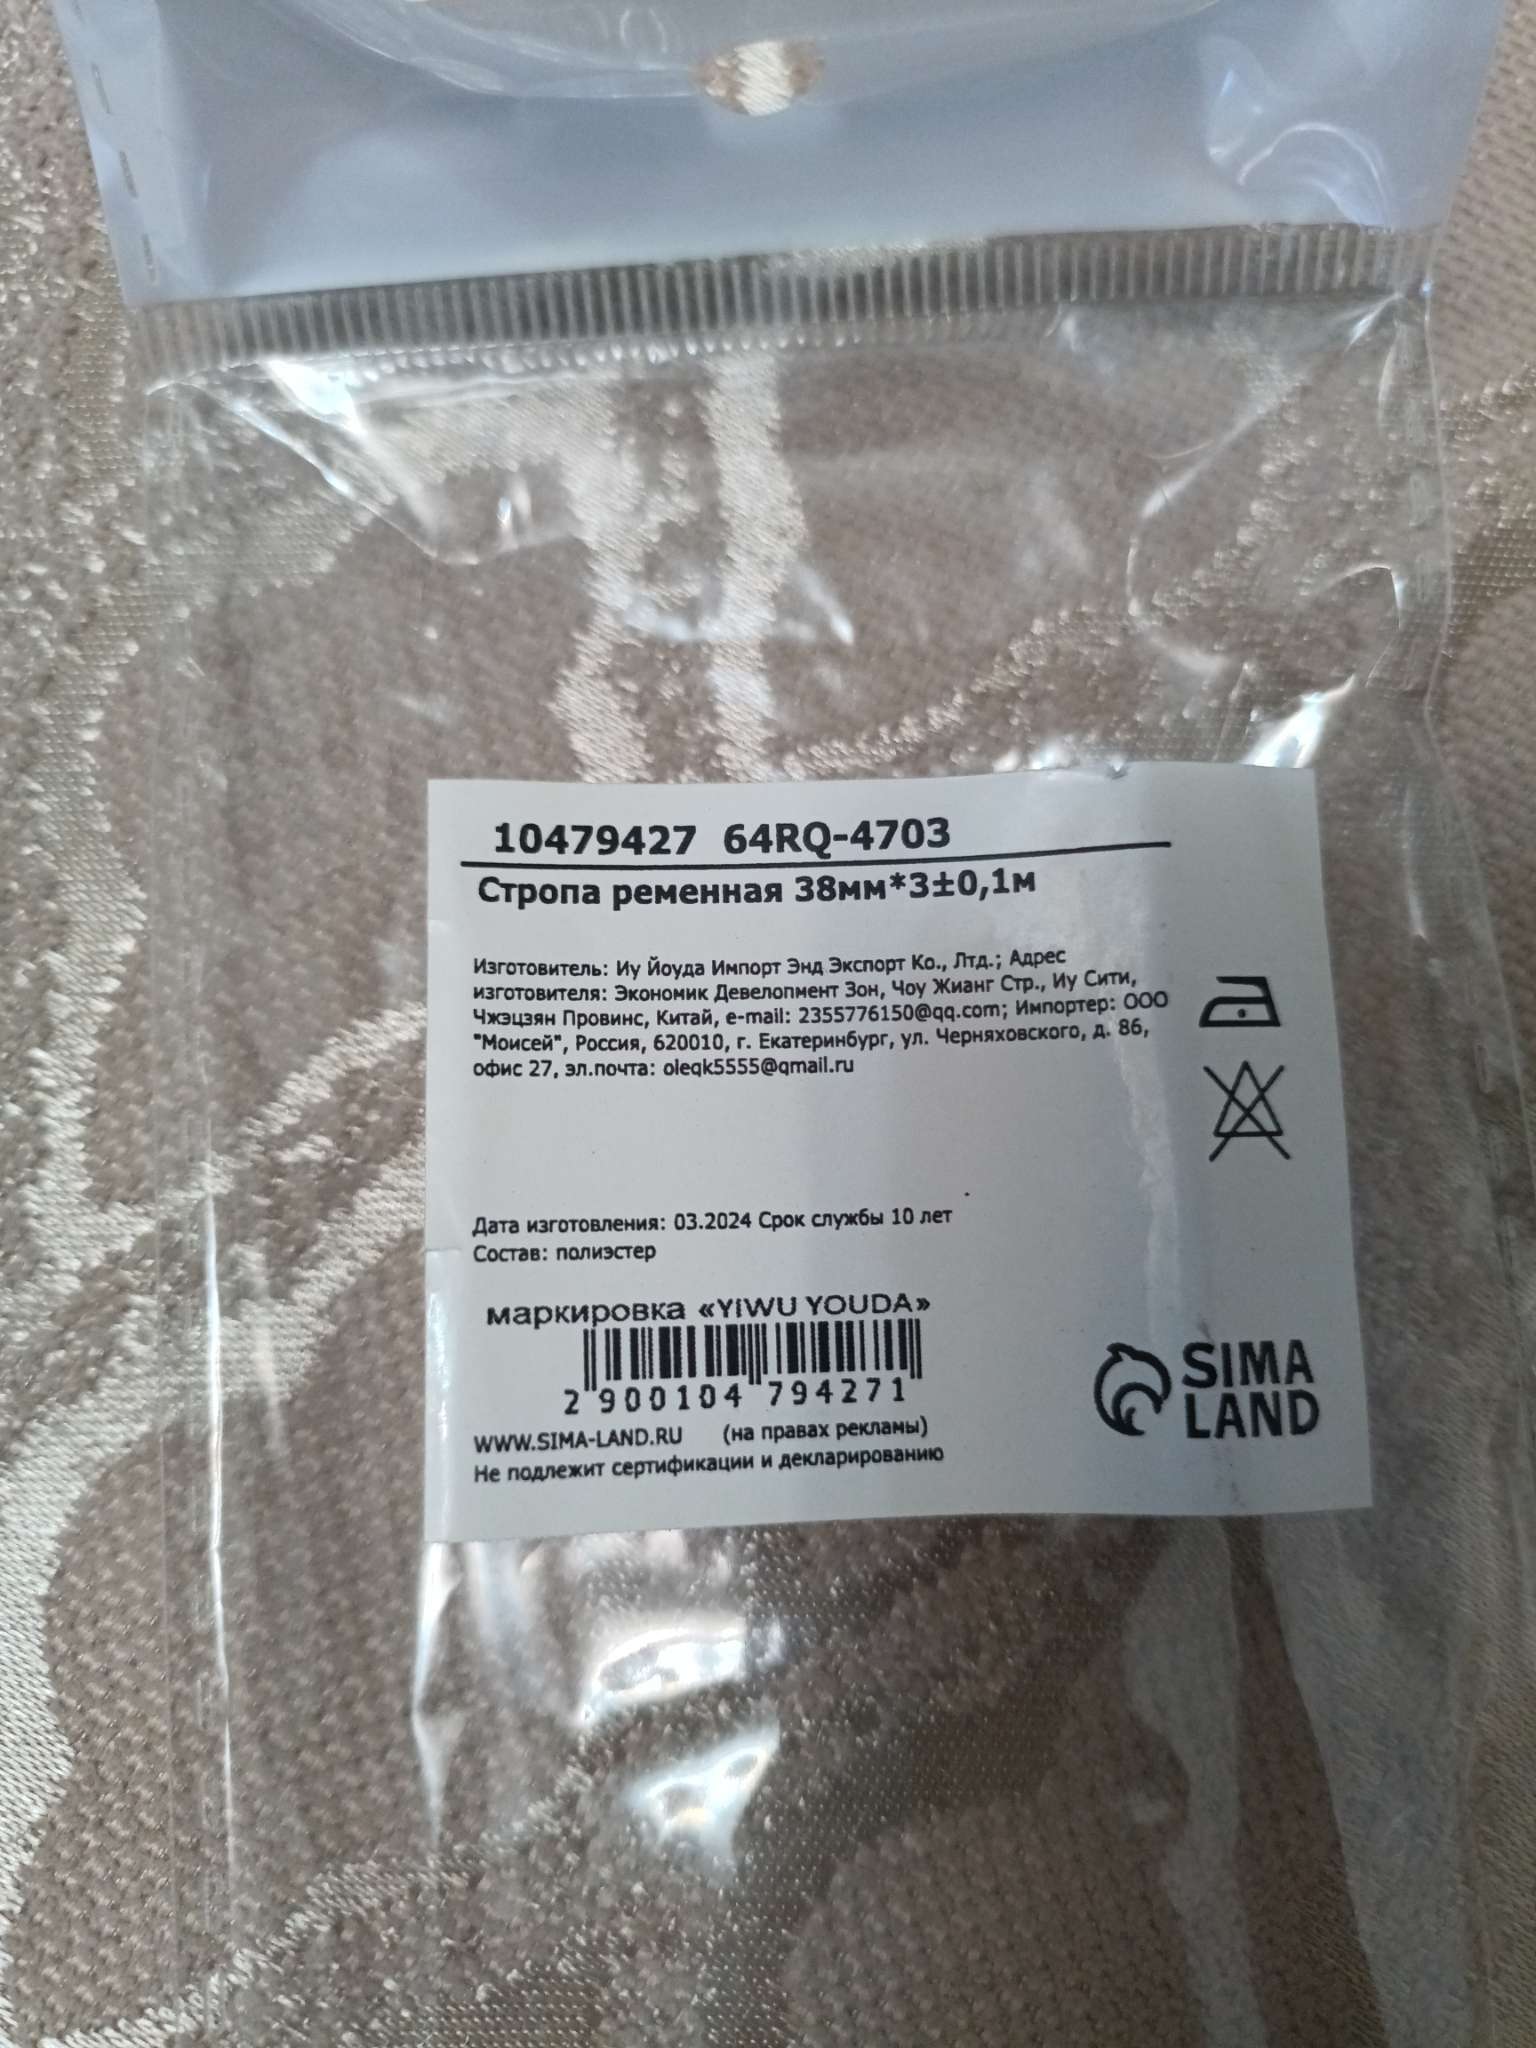 10479427 64RQ-4703
Стропа ременная 38мм*3±0,1м
Изготовитель: Иу Йоуда Импорт Энд Экспорт Ко., Лтд.; Адрес
изготовителя: Экономик Девелопмент Зон, Чоу Жианг Стр., Иу Сити,
Чжэцзян Провинс, Китай, e-mail: 2355776150@qq.com; Импортер: ООО
"Моисей", Россия, 620010, г. Екатеринбург, ул. Черняховского, д. 86,
офис 27, эл.почта: olegk5555@gmail.ru
Дата изготовления: 03.2024 Срок службы 10 лет
Состав: полиэстер
маркировка «YIWU YOUDA»
2 900104 794271
WWW.SIMA-LAND.RU (на правах рекламы)
Не подлежит сертификации и декларированию
SIMA
LAND